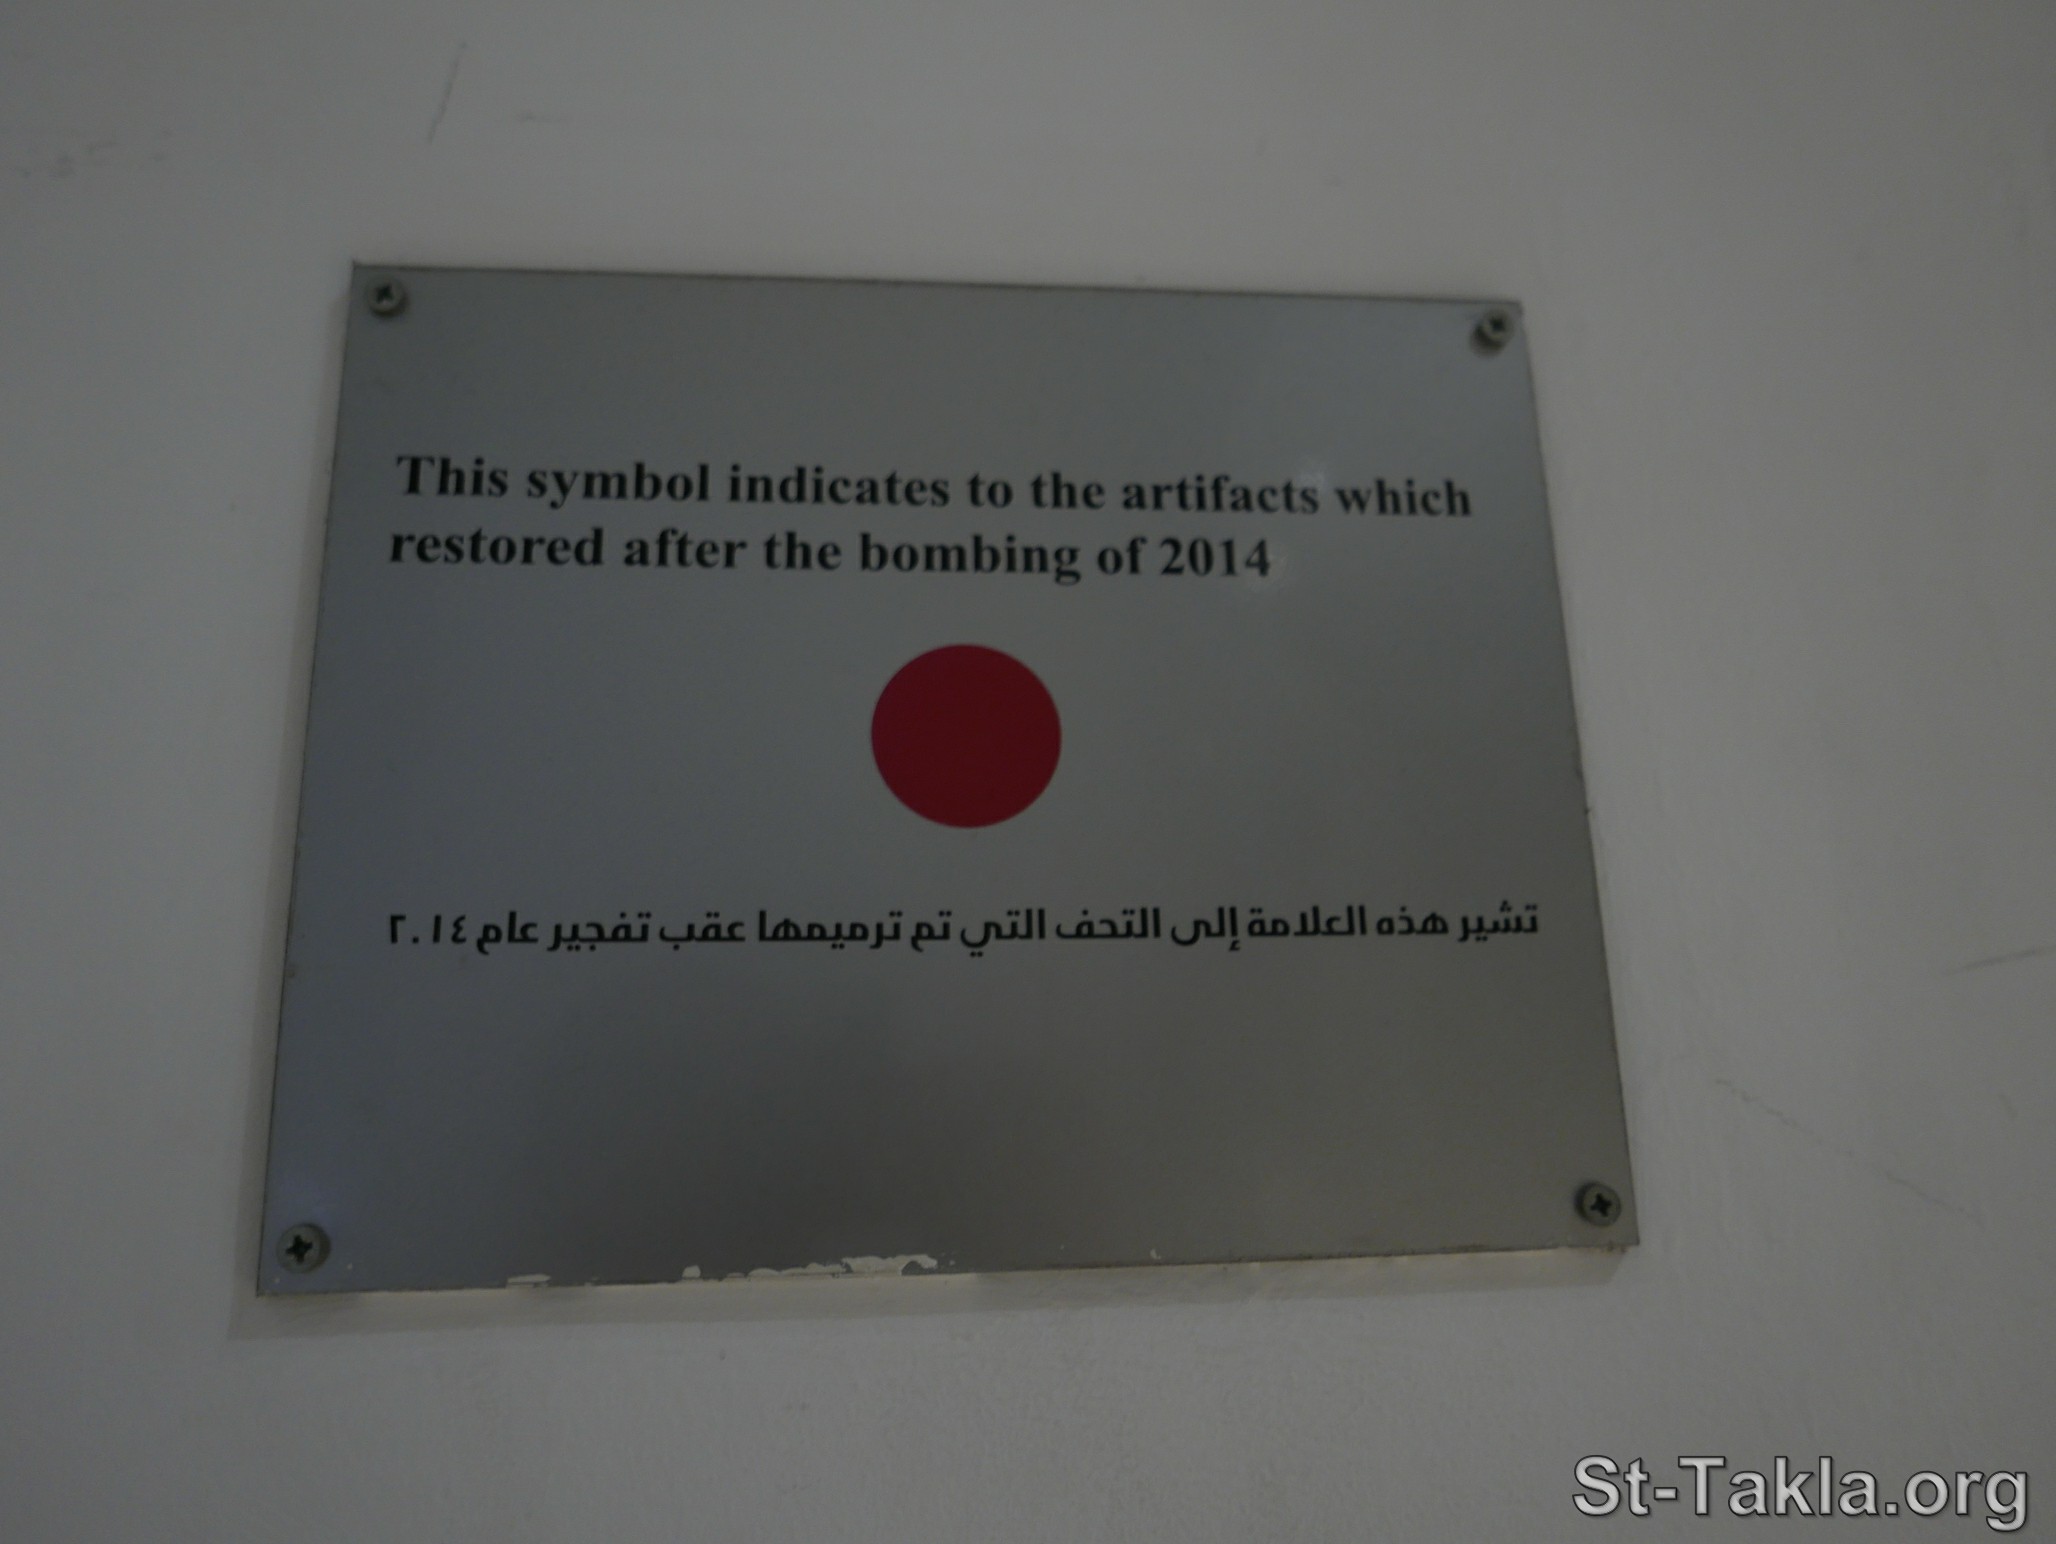 This symbol indicates to the artifacts which
restored after the bombing of 2014
تشير هذه العلامة إلى التحف التي تم ترميمها عقب تفجير عام ٢٠١٤
St-Takla.org